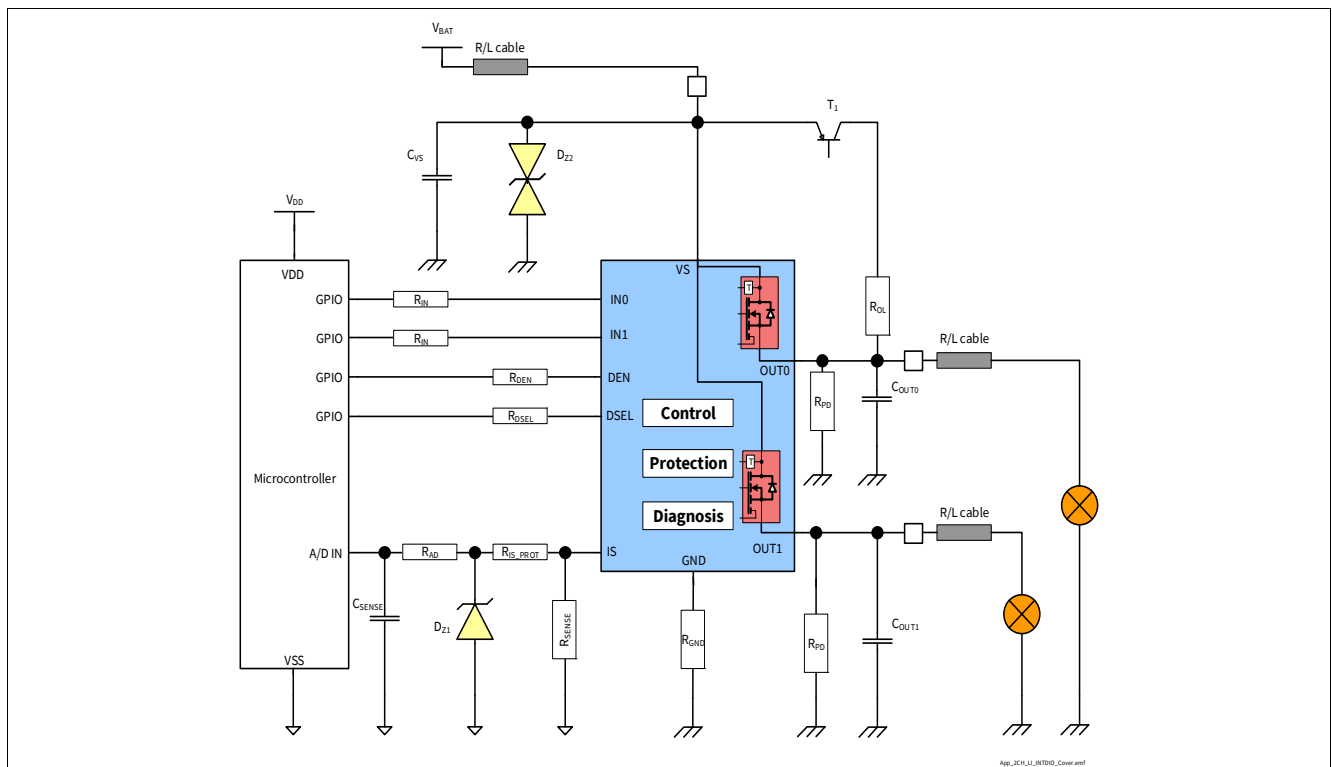 VBAT
R/L cable
T1
CVS
DZ2
VDD
VDD
VS
T
GPIO
RIN
IN0
ROL
GPIO
RIN
IN1
R/L cable
OUT0
GPIO
RDEN
DEN
RPD
COUT0
GPIO
RDSEL
DSEL
Control
Protection
T
Microcontroller
Diagnosis
R/L cable
A/D IN
RAD
RIS_PROT
IS
OUT1
GND
CSENSE
DZ1
RSENSE
RGND
RPD
COUT1
VSS
App_2CH_LI_INTDIO_Cover.emf